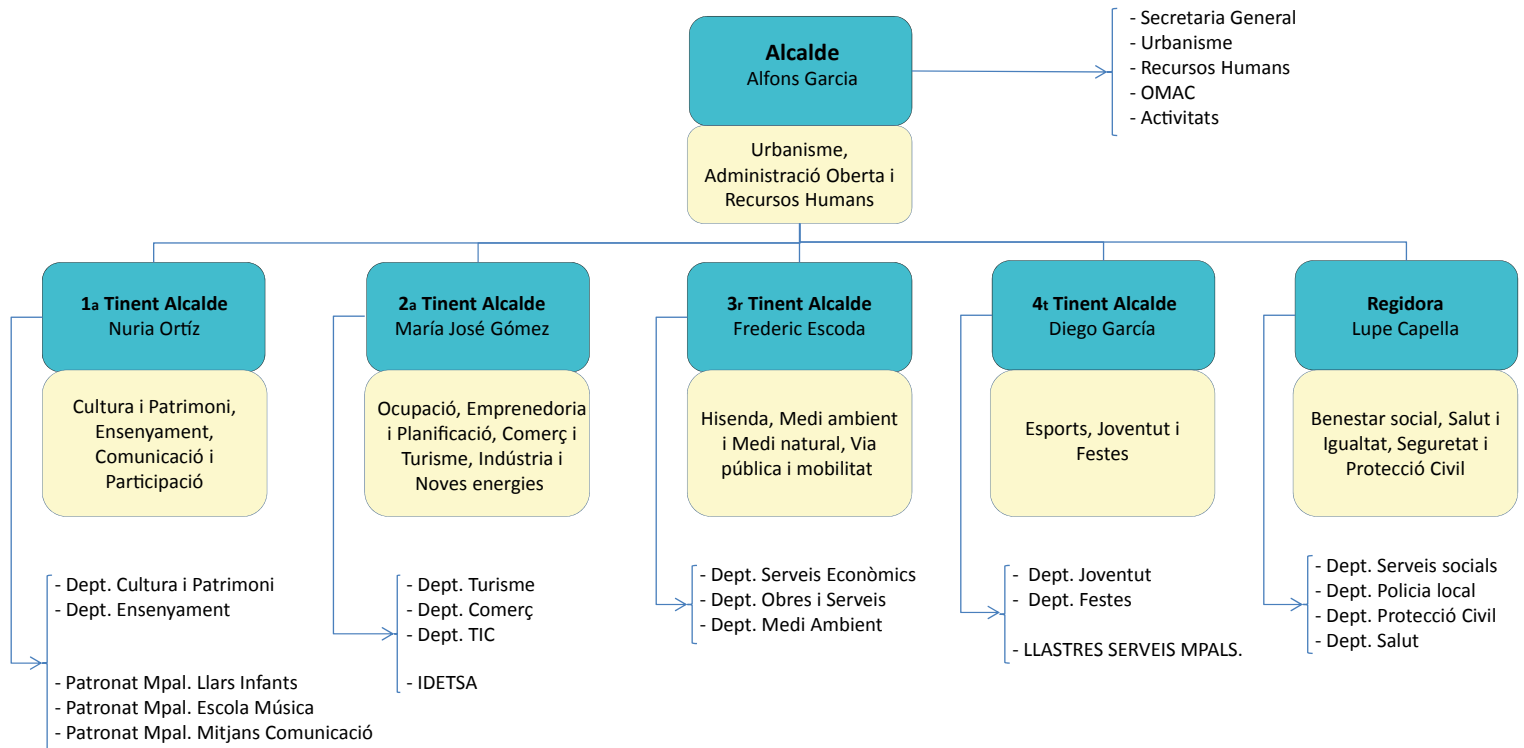 Alcalde
Alfons Garcia
- Secretaria General
- Urbanisme
- Recursos Humans
- OMAC
- Activitats
Urbanisme,
Administració Oberta i
Recursos Humans
1a Tinent Alcalde
Nuria Ortíz
Cultura i Patrimoni,
Ensenyament,
Comunicació i
Participació
- Dept. Cultura i Patrimoni
- Dept. Ensenyament
- Patronat Mpal. Llars Infants
- Patronat Mpal. Escola Música
- Patronat Mpal. Mitjans Comunicació
2a Tinent Alcalde
María José Gómez
Ocupació, Emprenedoria
i Planificació, Comerç i
Turisme, Indústria i
Noves energies
- Dept. Turisme
- Dept. Comerç
- Dept. TIC
- IDETSA
3r Tinent Alcalde
Frederic Escoda
Hisenda, Medi ambient
i Medi natural, Via
pública i mobilitat
- Dept. Serveis Econòmics
- Dept. Obres i Serveis
- Dept. Medi Ambient
4t Tinent Alcalde
Diego García
Esports, Joventut i
Festes
- Dept. Joventut
- Dept. Festes
- LLASTRES SERVEIS MPALS.
Regidora
Lupe Capella
Benestar social, Salut i
Igualtat, Seguretat i
Protecció Civil
- Dept. Serveis socials
- Dept. Policia local
- Dept. Protecció Civil
- Dept. Salut